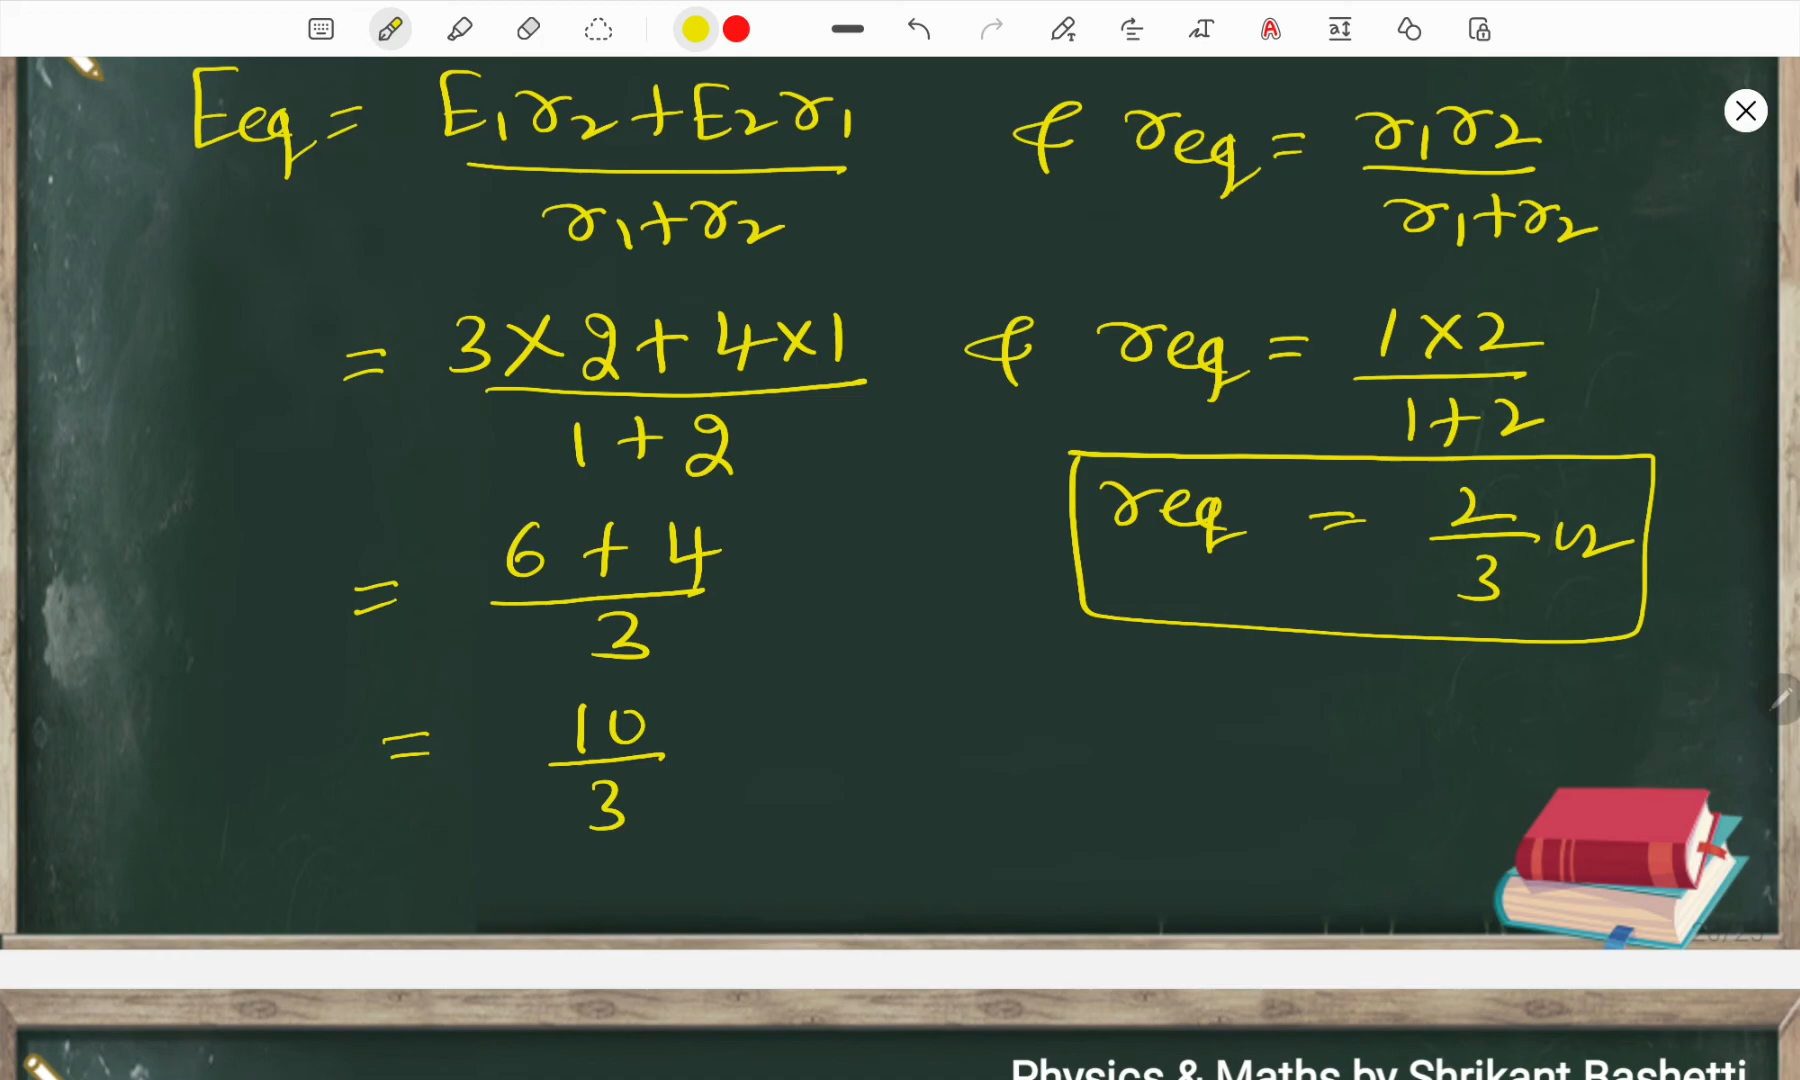 Eeq = E1r2+E2r1 / r1+r2 & req = r1r2 / r1+r2
= 3×2+4×1 / 1+2 & req = 1×2 / 1+2
= 6+4 / 3 req = 2/3 Ω
= 10/3
Physics & Maths by Shrikant Bashetti